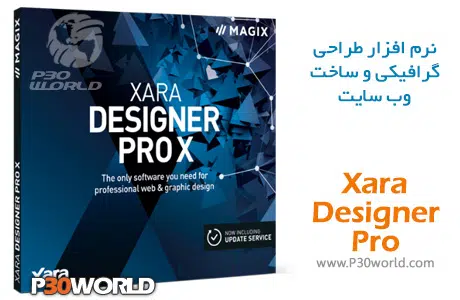 MAGIX
P30
WORLD
XARA
DESIGNER
PRO X
The only software you need for
professional web & graphic design
NOW INCLUDING
UPDATE SERVICE
xara
P30WORLD
نرم افزار طراحی
گرافیکی و ساخت
وب سایت
Xara
Designer
Pro
www.P30world.com